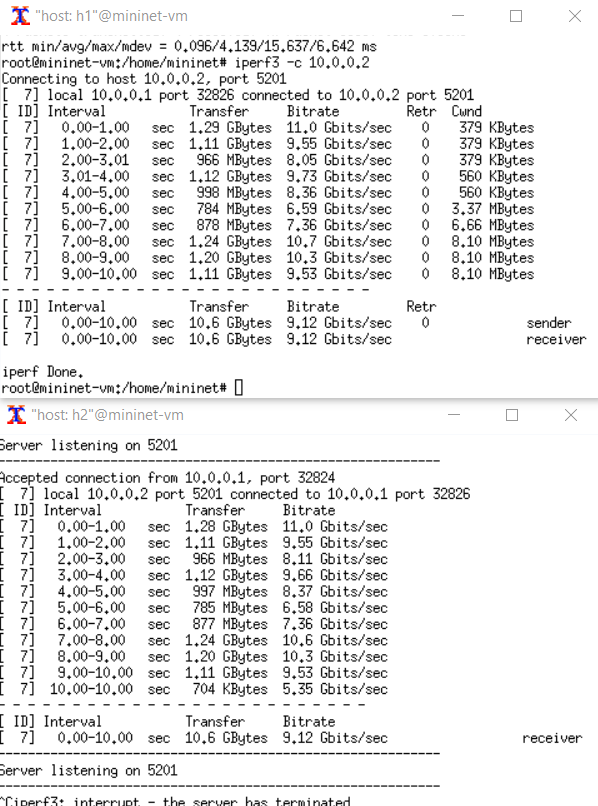 "host: h1"@mininet-vm
rtt min/avg/max/mdev = 0.096/4.139/15.637/6.642 ms
root@mininet-vm:/home/mininet# iperf3 -c 10.0.0.2
Connecting to host 10.0.0.2, port 5201
[  7] local 10.0.0.1 port 32826 connected to 10.0.0.2 port 5201
[ ID] Interval           Transfer     Bitrate         Retr  Cwnd
[  7]   0.00-1.00   sec  1.29 GBytes  11.0 Gbits/sec    0    379 KBytes
[  7]   1.00-2.00   sec  1.11 GBytes  9.55 Gbits/sec    0    379 KBytes
[  7]   2.00-3.01   sec   966 MBytes  8.05 Gbits/sec    0    379 KBytes
[  7]   3.01-4.00   sec  1.12 GBytes  9.73 Gbits/sec    0    560 KBytes
[  7]   4.00-5.00   sec   998 MBytes  8.36 Gbits/sec    0    560 KBytes
[  7]   5.00-6.00   sec   784 MBytes  6.59 Gbits/sec    0   3.37 MBytes
[  7]   6.00-7.00   sec   878 MBytes  7.36 Gbits/sec    0   6.66 MBytes
[  7]   7.00-8.00   sec  1.24 GBytes  10.7 Gbits/sec    0   8.10 MBytes
[  7]   8.00-9.00   sec  1.20 GBytes  10.3 Gbits/sec    0   8.10 MBytes
[  7]   9.00-10.00  sec  1.11 GBytes  9.53 Gbits/sec    0   8.10 MBytes
- - - - - - - - - - - - - - - - - - - - - - - - -
[ ID] Interval           Transfer     Bitrate         Retr
[  7]   0.00-10.00  sec  10.6 GBytes  9.12 Gbits/sec    0             sender
[  7]   0.00-10.00  sec  10.6 GBytes  9.12 Gbits/sec                  receiver
iperf Done.
root@mininet-vm:/home/mininet#
"host: h2"@mininet-vm
Server listening on 5201
-----------------------------------------------------------
Accepted connection from 10.0.0.1, port 32824
[  7] local 10.0.0.2 port 5201 connected to 10.0.0.1 port 32826
[ ID] Interval           Transfer     Bitrate
[  7]   0.00-1.00   sec  1.28 GBytes  11.0 Gbits/sec
[  7]   1.00-2.00   sec  1.11 GBytes  9.55 Gbits/sec
[  7]   2.00-3.00   sec   966 MBytes  8.11 Gbits/sec
[  7]   3.00-4.00   sec  1.12 GBytes  9.66 Gbits/sec
[  7]   4.00-5.00   sec   997 MBytes  8.37 Gbits/sec
[  7]   5.00-6.00   sec   785 MBytes  6.58 Gbits/sec
[  7]   6.00-7.00   sec   877 MBytes  7.36 Gbits/sec
[  7]   7.00-8.00   sec  1.24 GBytes  10.6 Gbits/sec
[  7]   8.00-9.00   sec  1.20 GBytes  10.3 Gbits/sec
[  7]   9.00-10.00  sec  1.11 GBytes  9.53 Gbits/sec
[  7]  10.00-10.00  sec   704 KBytes  5.35 Gbits/sec
- - - - - - - - - - - - - - - - - - - - - - - - -
[ ID] Interval           Transfer     Bitrate
[  7]   0.00-10.00  sec  10.6 GBytes  9.12 Gbits/sec                  receiver
-----------------------------------------------------------
Server listening on 5201
-----------------------------------------------------------
^Ciperf3: interrupt - the server has terminated